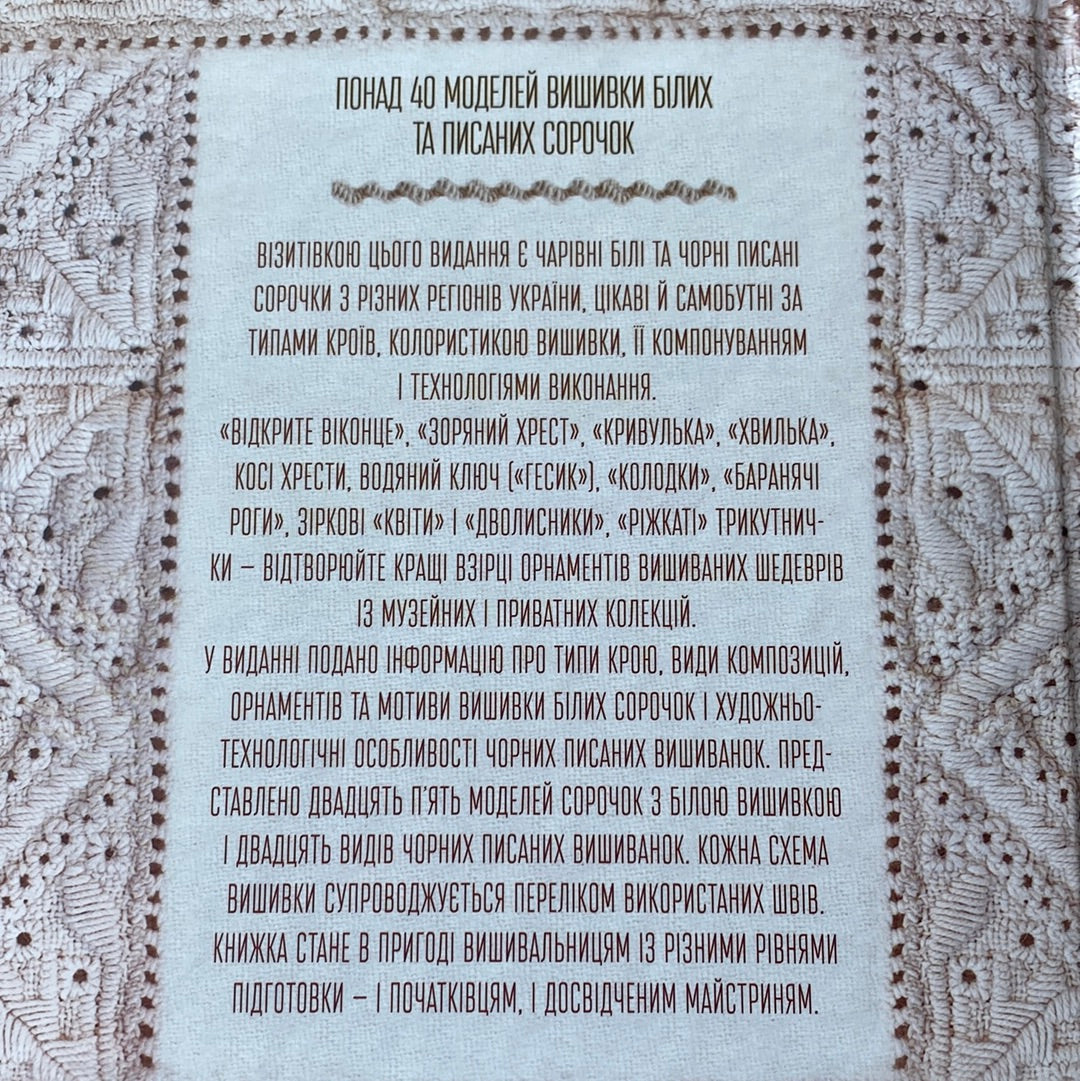 ПОНАД 40 МОДЕЛЕЙ ВИШИВКИ БІЛИХ
ТА ПИСАНИХ СОРОЧОК
ВІЗИТІВКОЮ ЦЬОГО ВИДАННЯ Є ЧАРІВНІ БІЛІ ТА ЧОРНІ ПИСАНІ
СОРОЧКИ З РІЗНИХ РЕГІОНІВ УКРАЇНИ, ЦІКАВІ Й САМОБУТНІ ЗА
ТИПАМИ КРОЇВ, КОЛОРИСТИКОЮ ВИШИВКИ, ЇЇ КОМПОНУВАННЯМ
І ТЕХНОЛОГІЯМИ ВИКОНАННЯ.
«ВІДКРИТЕ ВІКОНЦЕ», «ЗОРЯНИЙ ХРЕСТ», «КРИВУЛЬКА», «ХВИЛЬКА»,
КОСІ ХРЕСТИ, ВОДЯНИЙ КЛЮЧ («ГЕСИК»), «КОЛОДКИ», «БАРАНЯЧІ
РОГИ», ЗІРКОВІ «КВІТИ» І «ДВОЛИСНИКИ», «РІЖКАТІ» ТРИКУТНИЧ-
КИ – ВІДТВОРЮЙТЕ КРАЩІ ВЗІРЦІ ОРНАМЕНТІВ ВИШИВАНИХ ШЕДЕВРІВ
ІЗ МУЗЕЙНИХ І ПРИВАТНИХ КОЛЕКЦІЙ.
У ВИДАННІ ПОДАНО ІНФОРМАЦІЮ ПРО ТИПИ КРОЮ, ВИДИ КОМПОЗИЦІЙ,
ОРНАМЕНТІВ ТА МОТИВИ ВИШИВКИ БІЛИХ СОРОЧОК І ХУДОЖНЬО-
ТЕХНОЛОГІЧНІ ОСОБЛИВОСТІ ЧОРНИХ ПИСАНИХ ВИШИВАНОК. ПРЕД-
СТАВЛЕНО ДВАДЦЯТЬ П'ЯТЬ МОДЕЛЕЙ СОРОЧОК З БІЛОЮ ВИШИВКОЮ
І ДВАДЦЯТЬ ВИДІВ ЧОРНИХ ПИСАНИХ ВИШИВАНОК. КОЖНА СХЕМА
ВИШИВКИ СУПРОВОДЖУЄТЬСЯ ПЕРЕЛІКОМ ВИКОРИСТАНИХ ШВІВ.
КНИЖКА СТАНЕ В ПРИГОДІ ВИШИВАЛЬНИЦЯМ ІЗ РІЗНИМИ РІВНЯМИ
ПІДГОТОВКИ – І ПОЧАТКІВЦЯМ, І ДОСВІДЧЕНИМ МАЙСТРИНЯМ.